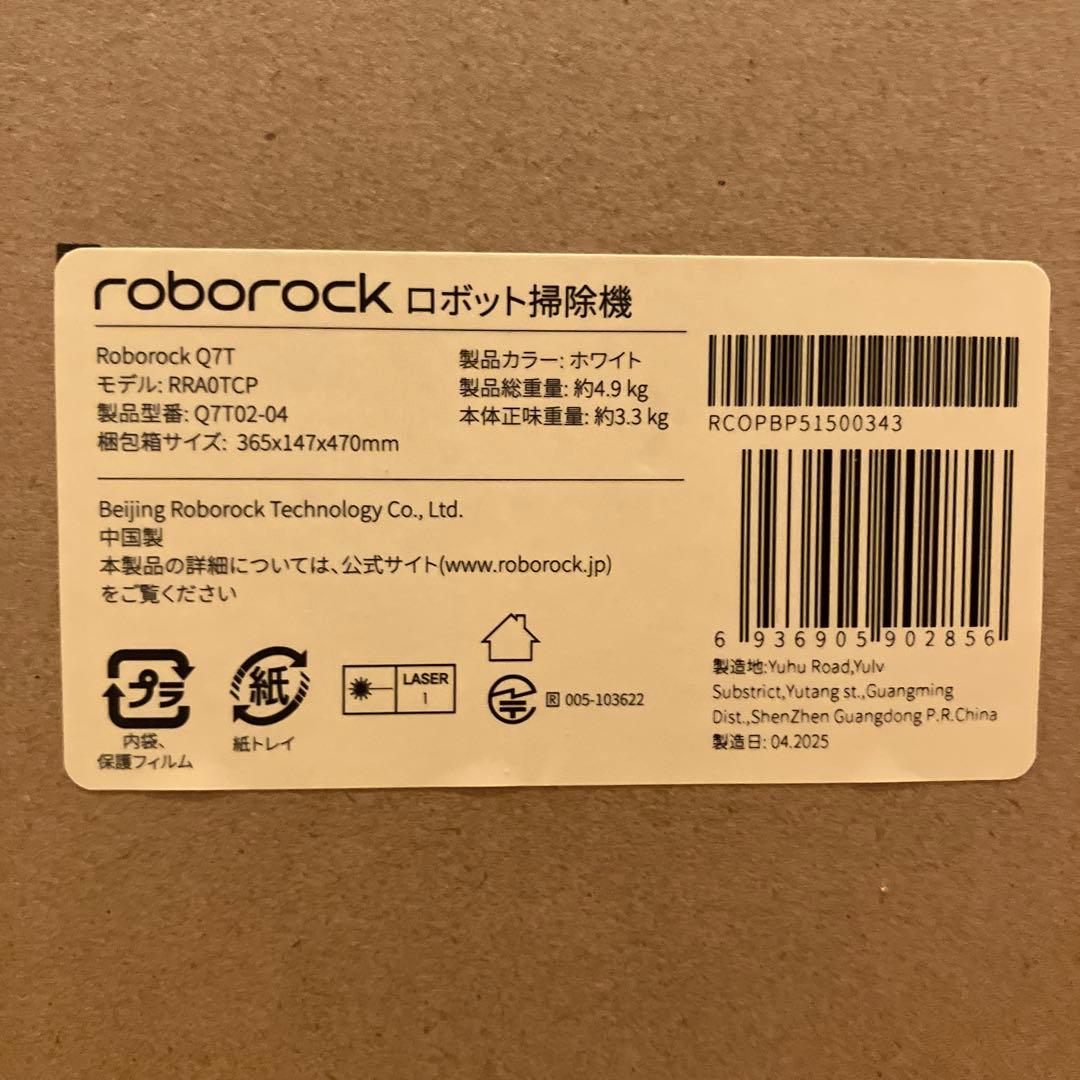 roborock ロボット掃除機
Roborock Q7T
モデル: RRA0TCP
製品型番: Q7T02-04
梱包箱サイズ: 365x147x470mm
製品カラー: ホワイト
製品総重量: 約4.9 kg
本体正味重量: 約3.3 kg
RCOPBP51500343
6 936905 902856
Beijing Roborock Technology Co., Ltd.
中国製
本製品の詳細については、公式サイト(www.roborock.jp)
をご覧ください
プラ
内袋、
保護フィルム
紙
紙トレイ
LASER
1
R 005-103622
製造地:Yuhu Road,Yulv
Substrict,Yutang st.,Guangming
Dist.,ShenZhen Guangdong P.R.China
製造日: 04.2025